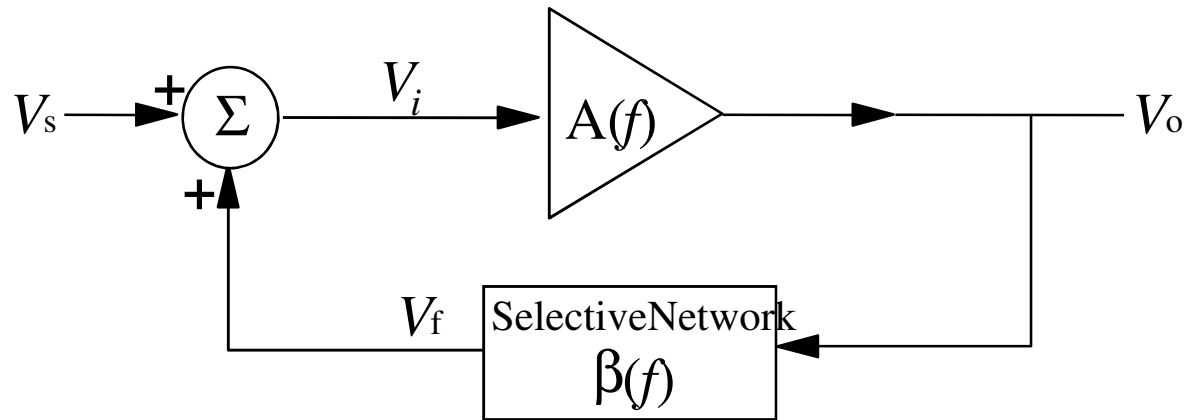 +
Vs
Σ
Vi
A(f)
Vo
+
Vf
SelectiveNetwork
β(f)